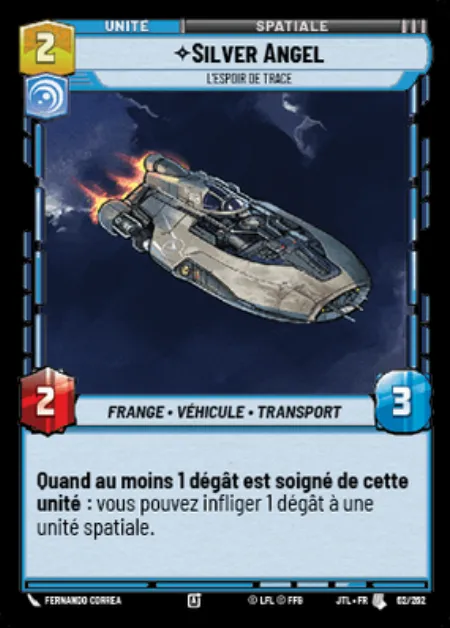 UNITÉ SPATIALE
2
✧SILVER ANGEL
L'ESPOIR DE TRACE
2
FRANGE • VÉHICULE • TRANSPORT
3
Quand au moins 1 dégât est soigné de cette
unité : vous pouvez infliger 1 dégât à une
unité spatiale.
FERNANDO CORREA
© LFL © FFG
JTL • FR
62/262